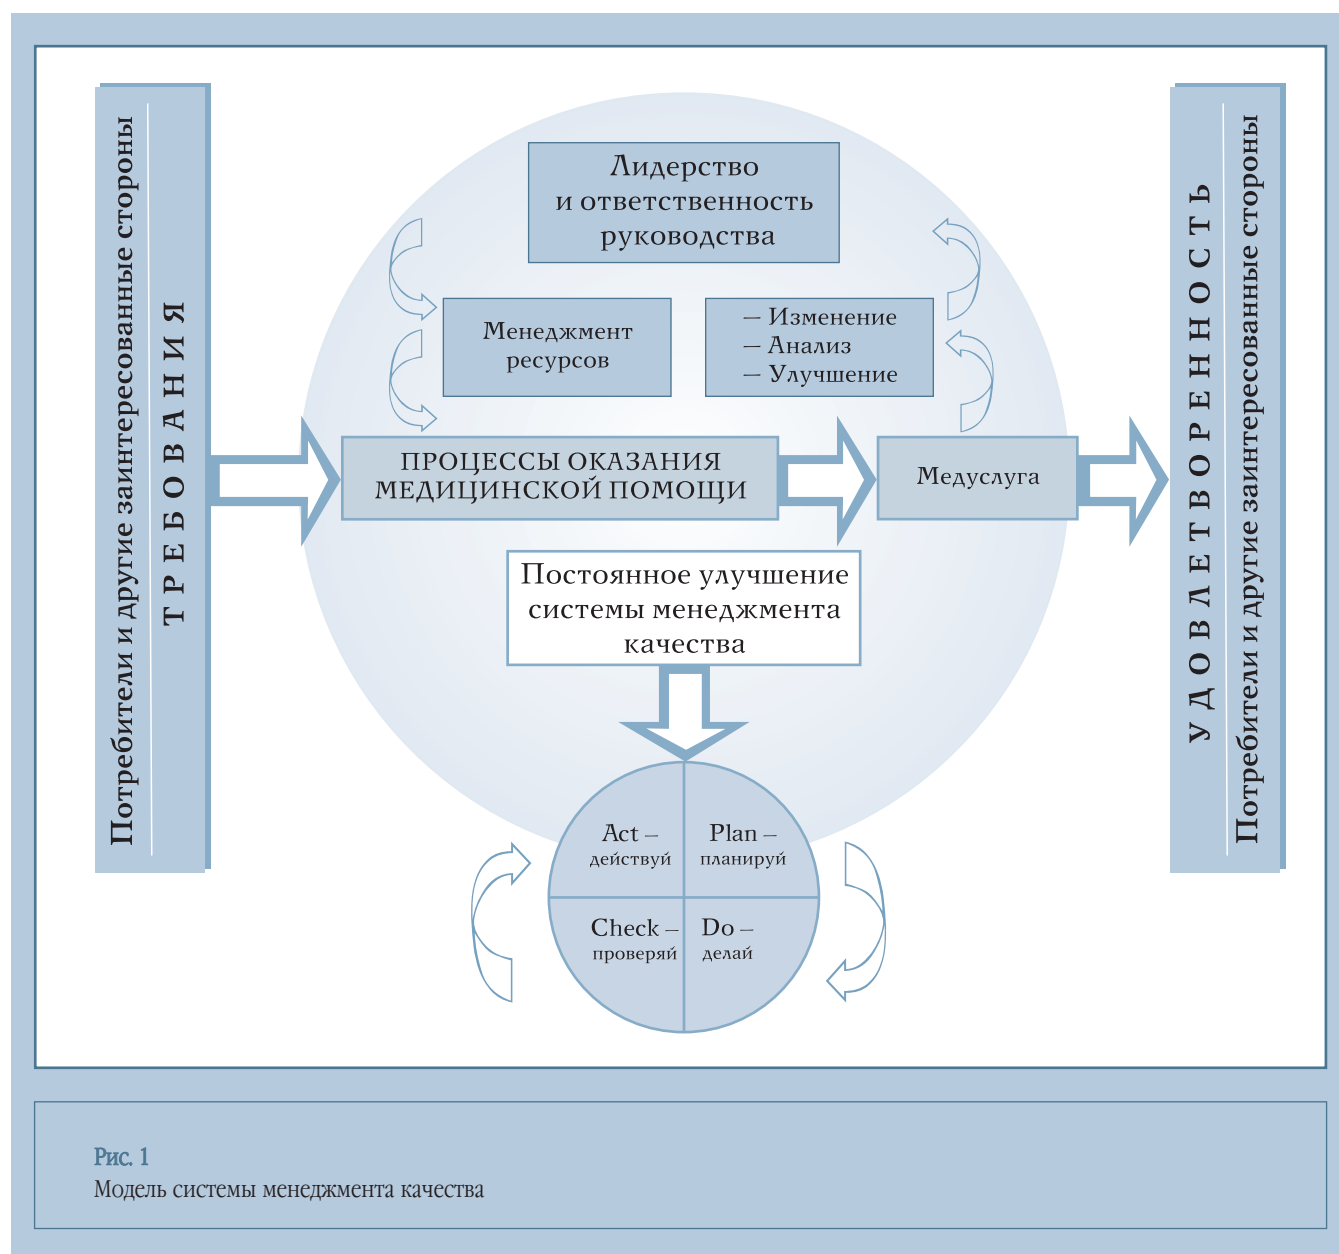 Потребители и другие заинтересованные стороны
ТРЕБОВАНИЯ
Лидерство
и ответственность
руководства
Менеджмент
ресурсов
– Изменение
– Анализ
– Улучшение
ПРОЦЕССЫ ОКАЗАНИЯ
МЕДИЦИНСКОЙ ПОМОЩИ
Медуслуга
Постоянное улучшение
системы менеджмента
качества
Act –
действуй
Plan –
планируй
Check –
проверяй
Do –
делай
УДОВЛЕТВОРЕННОСТЬ
Потребители и другие заинтересованные стороны
Рис. 1
Модель системы менеджмента качества